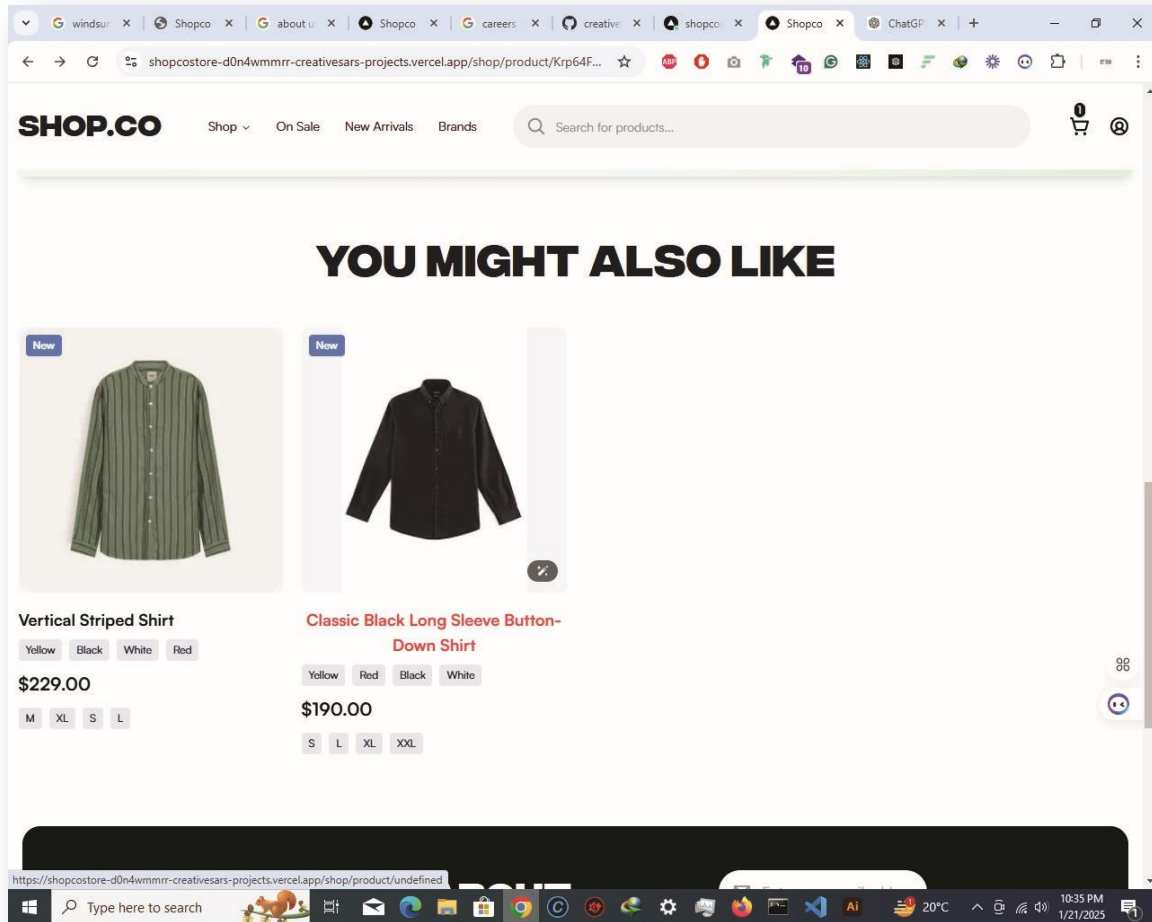 windsur
Shopco
about u
Shopco
careers
creative
shopco
Shopco
ChatGP
shopcostore-d0n4wmmrr-creativesars-projects.vercel.app/shop/product/Krp64F...
ABP
10
SHOP.CO
Shop
On Sale
New Arrivals
Brands
Search for products...
1
YOU MIGHT ALSO LIKE
New
New
Vertical Striped Shirt
Yellow Black White Red
$229.00
M XL S L
Classic Black Long Sleeve Button-
Down Shirt
Yellow Red Black White
$190.00
S L XL XXL
https://shopcostore-d0n4wmmrr-creativesars-projects.vercel.app/shop/product/undefined
Type here to search
Ai
20°C
10:35 PM
1/21/2025